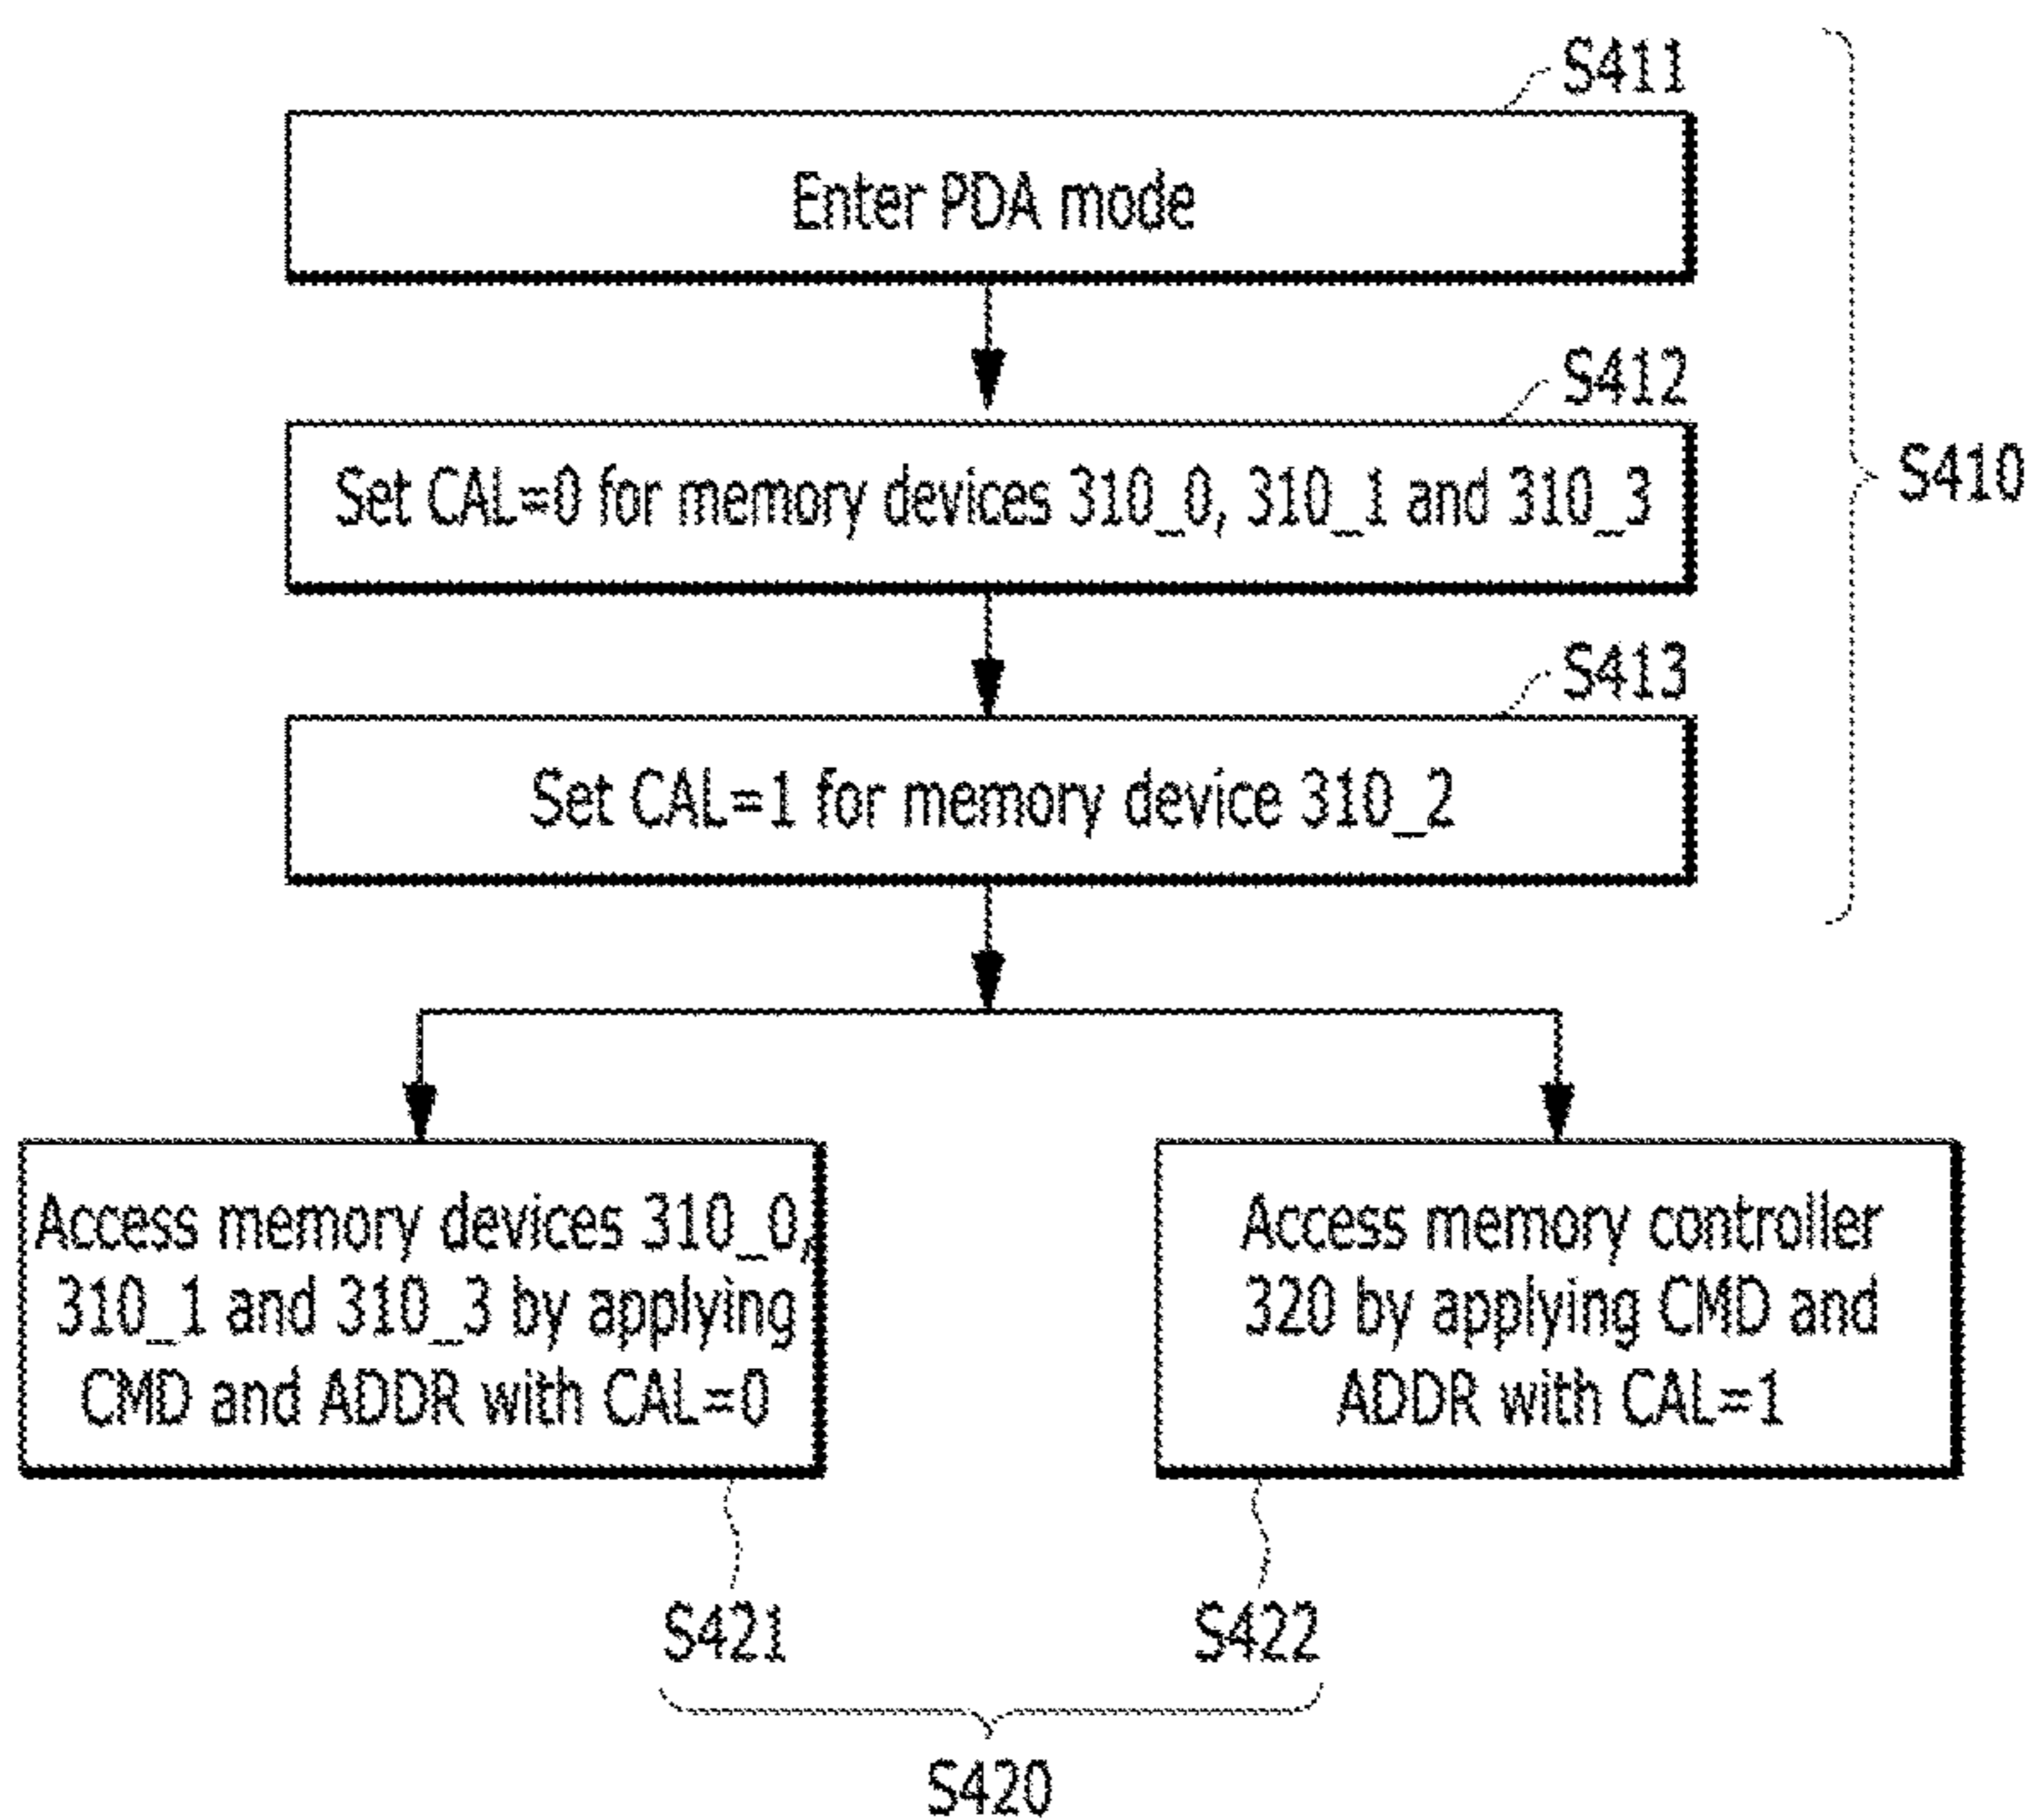 S411
Enter PDA mode
S412
Set CAL=0 for memory devices 310_0, 310_1 and 310_3
S410
S413
Set CAL=1 for memory device 310_2
Access memory devices 310_0,
310_1 and 310_3 by applying
CMD and ADDR with CAL=0
Access memory controller
320 by applying CMD and
ADDR with CAL=1
S421
S422
S420